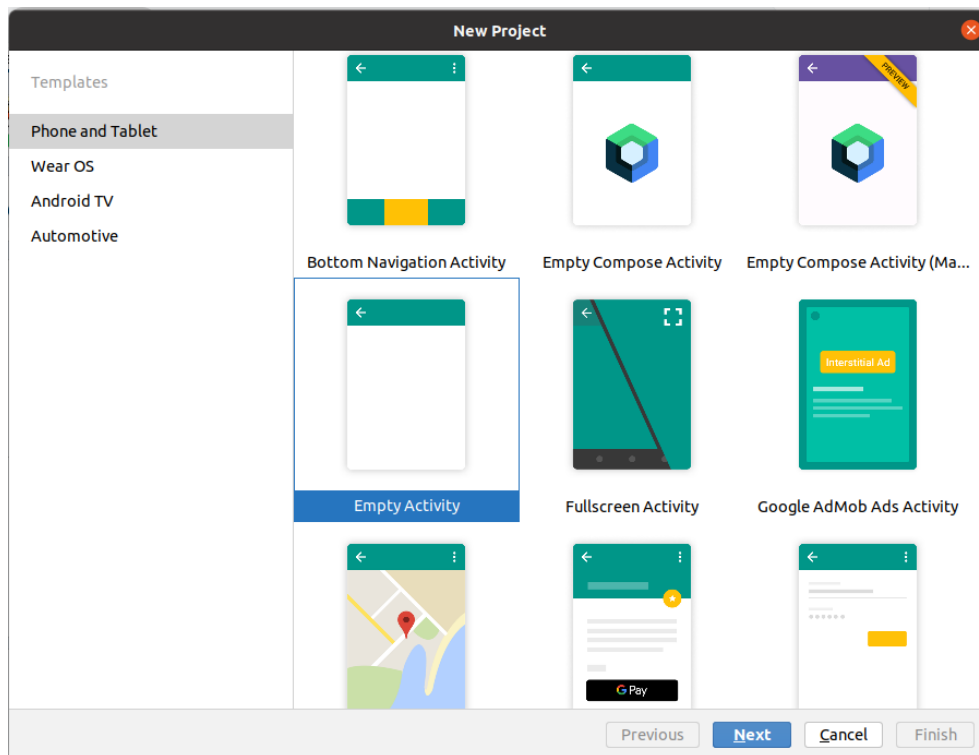 New Project
Templates
Phone and Tablet
Wear OS
Android TV
Automotive
PREVIEW
Bottom Navigation Activity
Empty Compose Activity
Empty Compose Activity (Ma...
Interstitial Ad
Empty Activity
Fullscreen Activity
Google AdMob Ads Activity
G Pay
Previous
Next
Cancel
Finish